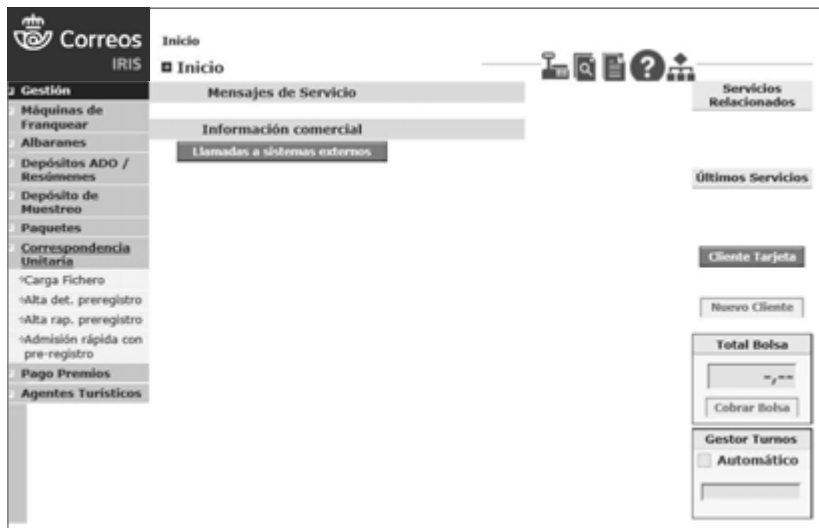 Correos
IRIS
Inicio
Inicio
Gestión
Máquinas de
Franquear
Albaranes
Depósitos ADO /
Resúmenes
Depósito de
Muestreo
Paquetes
Correspondencia
Unitaria
Carga Fichero
Alta det. preregistro
Alta rap. preregistro
Admisión rápida con
pre-registro
Pago Premios
Agentes Turísticos
Mensajes de Servicio
Información comercial
Llamadas a sistemas externos
?
Servicios
Relacionados
Últimos Servicios
Cliente Tarjeta
Nuevo Cliente
Total Bolsa
-,--
Cobrar Bolsa
Gestor Turnos
Automático